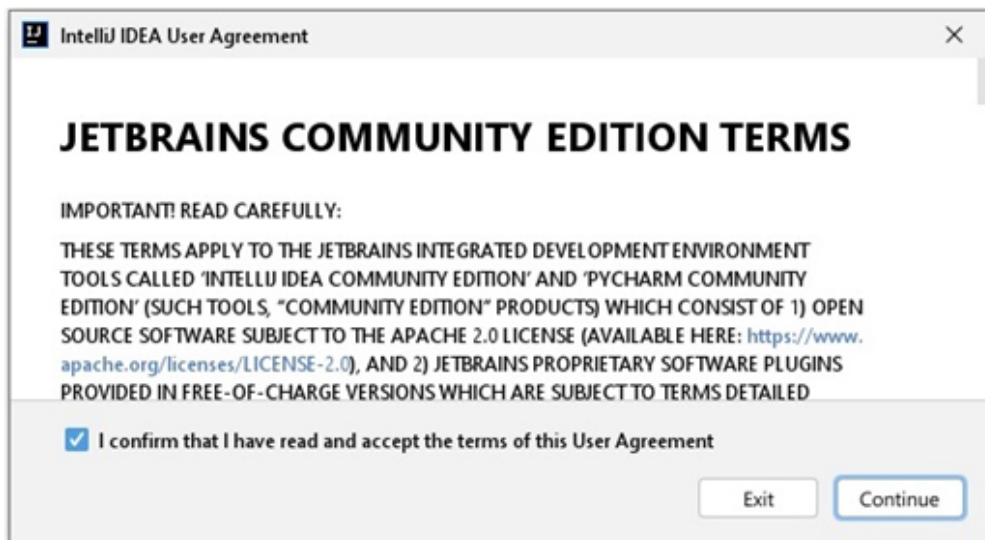 IntelliJ IDEA User Agreement
JETBRAINS COMMUNITY EDITION TERMS
IMPORTANT! READ CAREFULLY:
THESE TERMS APPLY TO THE JETBRAINS INTEGRATED DEVELOPMENT ENVIRONMENT
TOOLS CALLED 'INTELLIJ IDEA COMMUNITY EDITION' AND 'PYCHARM COMMUNITY
EDITION' (SUCH TOOLS, “COMMUNITY EDITION” PRODUCTS) WHICH CONSIST OF 1) OPEN
SOURCE SOFTWARE SUBJECT TO THE APACHE 2.0 LICENSE (AVAILABLE HERE: https://www.
apache.org/licenses/LICENSE-2.0), AND 2) JETBRAINS PROPRIETARY SOFTWARE PLUGINS
PROVIDED IN FREE-OF-CHARGE VERSIONS WHICH ARE SUBJECT TO TERMS DETAILED
I confirm that I have read and accept the terms of this User Agreement
Exit Continue